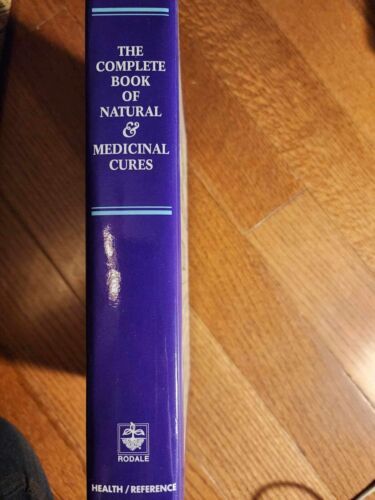 THE
COMPLETE
BOOK
OF
NATURAL
&
MEDICINAL
CURES
RODALE
HEALTH/REFERENCE